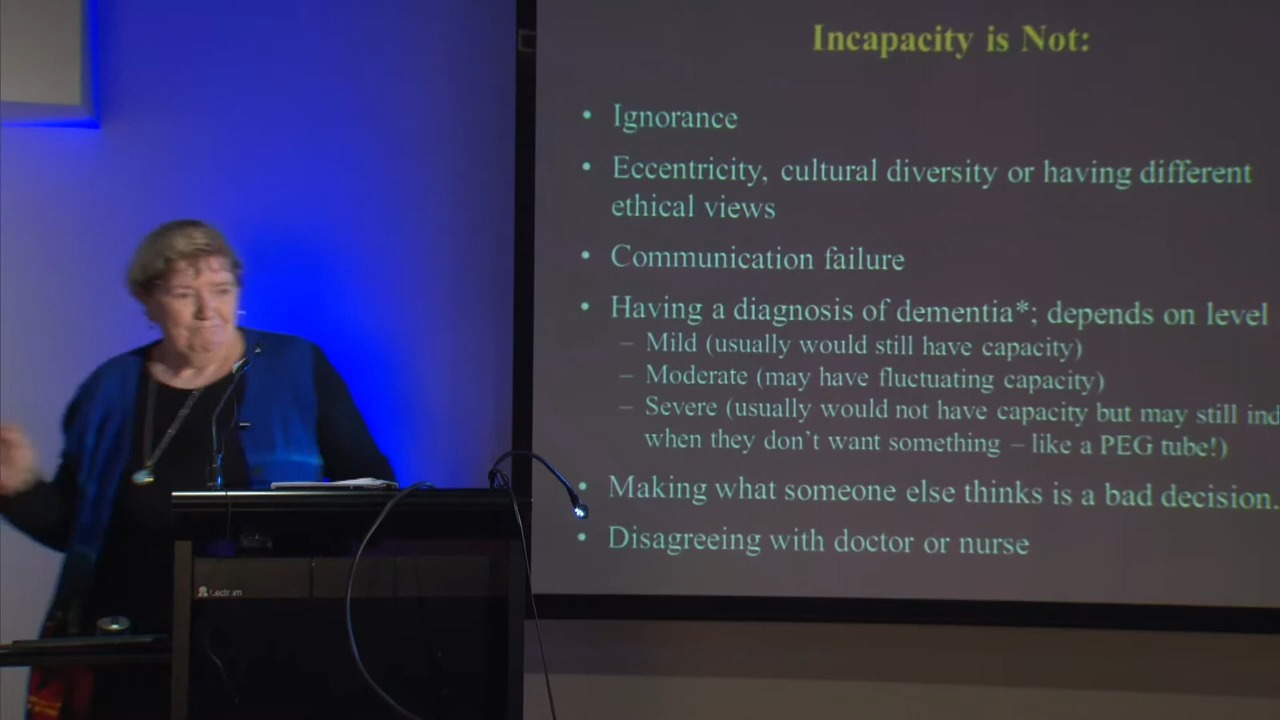 Incapacity is Not:
• Ignorance
• Eccentricity, cultural diversity or having different
ethical views
• Communication failure
• Having a diagnosis of dementia*; depends on level
– Mild (usually would still have capacity)
– Moderate (may have fluctuating capacity)
– Severe (usually would not have capacity but may still ind
when they don't want something – like a PEG tube!)
• Making what someone else thinks is a bad decision.
• Disagreeing with doctor or nurse
Lectrum